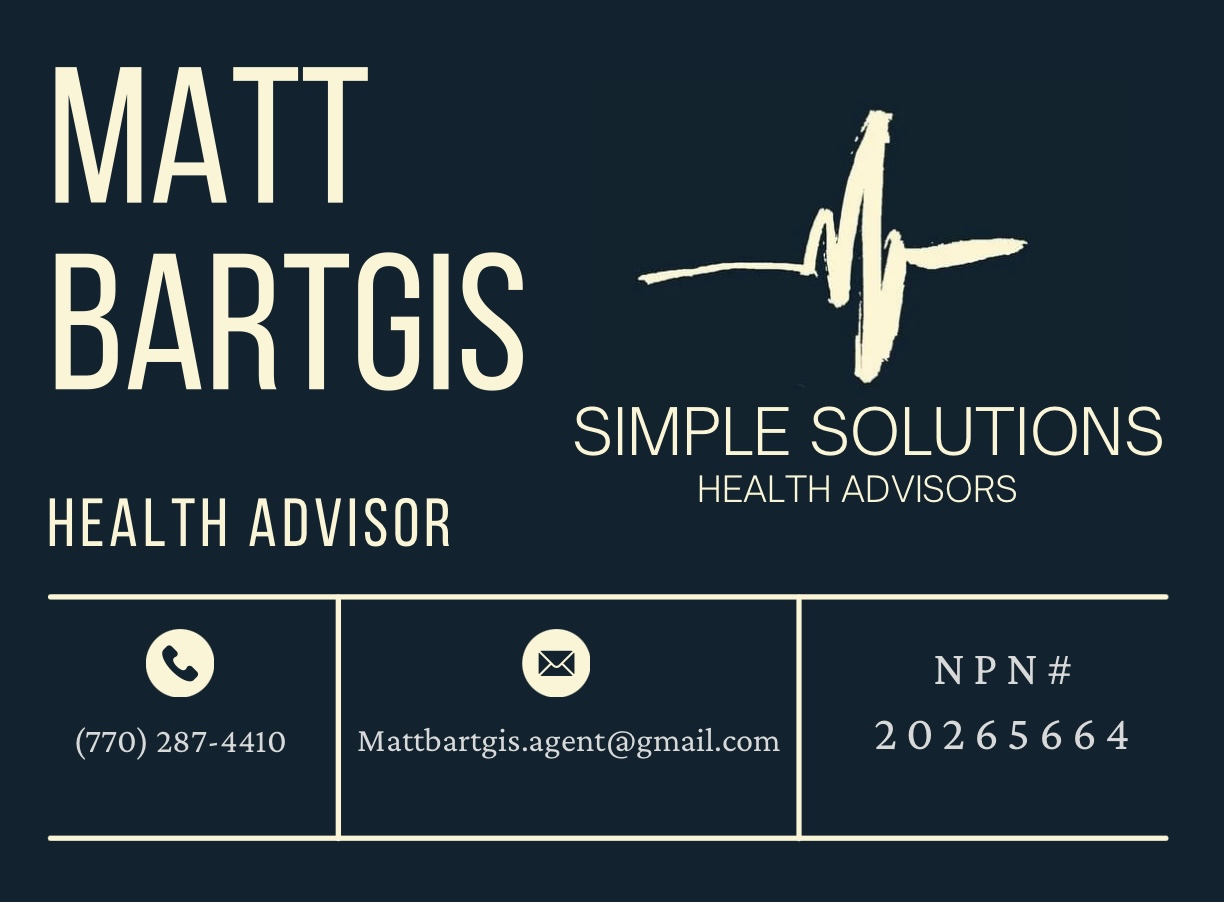 MATT
BARTGIS
HEALTH ADVISOR
SIMPLE SOLUTIONS
HEALTH ADVISORS
(770) 287-4410
Mattbartgis.agent@gmail.com
NPN#
20265664